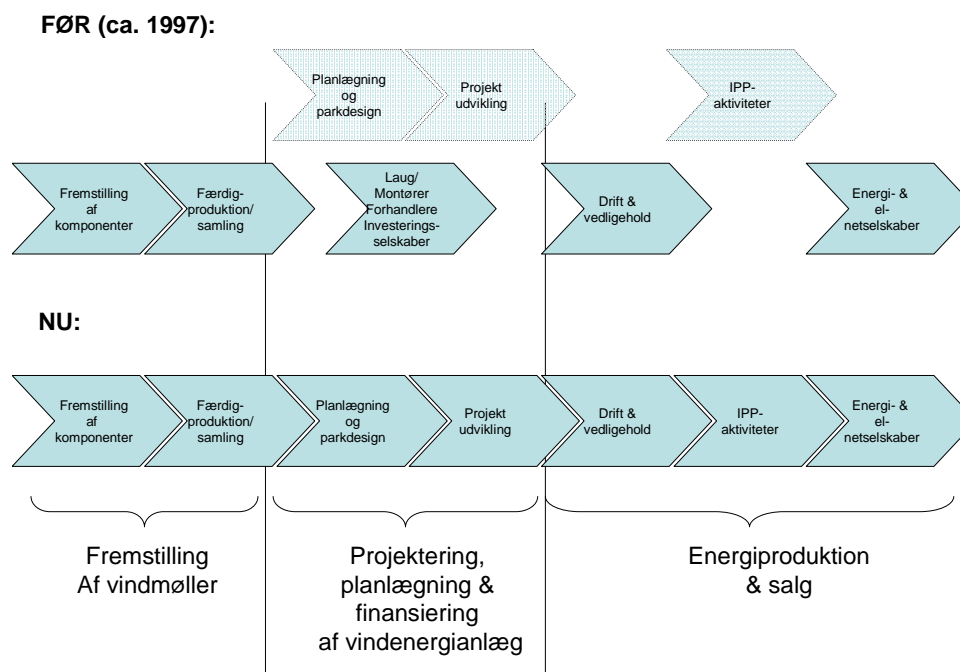 FØR (ca. 1997):
Planlægning
og
parkdesign
Projekt
udvikling
IPP-
aktiviteter
Fremstilling
af
komponenter
Færdig-
produktion/
samling
Laug/
Montører
Forhandlere
Investerings-
selskaber
Drift &
vedligehold
Energi- &
el-
netselskaber
NU:
Fremstilling
af
komponenter
Færdig-
produktion/
samling
Planlægning
og
parkdesign
Projekt
udvikling
Drift &
vedligehold
IPP-
aktiviteter
Energi- &
el-
netselskaber
Fremstilling
Af vindmøller
Projektering,
planlægning &
finansiering
af vindenergianlæg
Energiproduktion
& salg